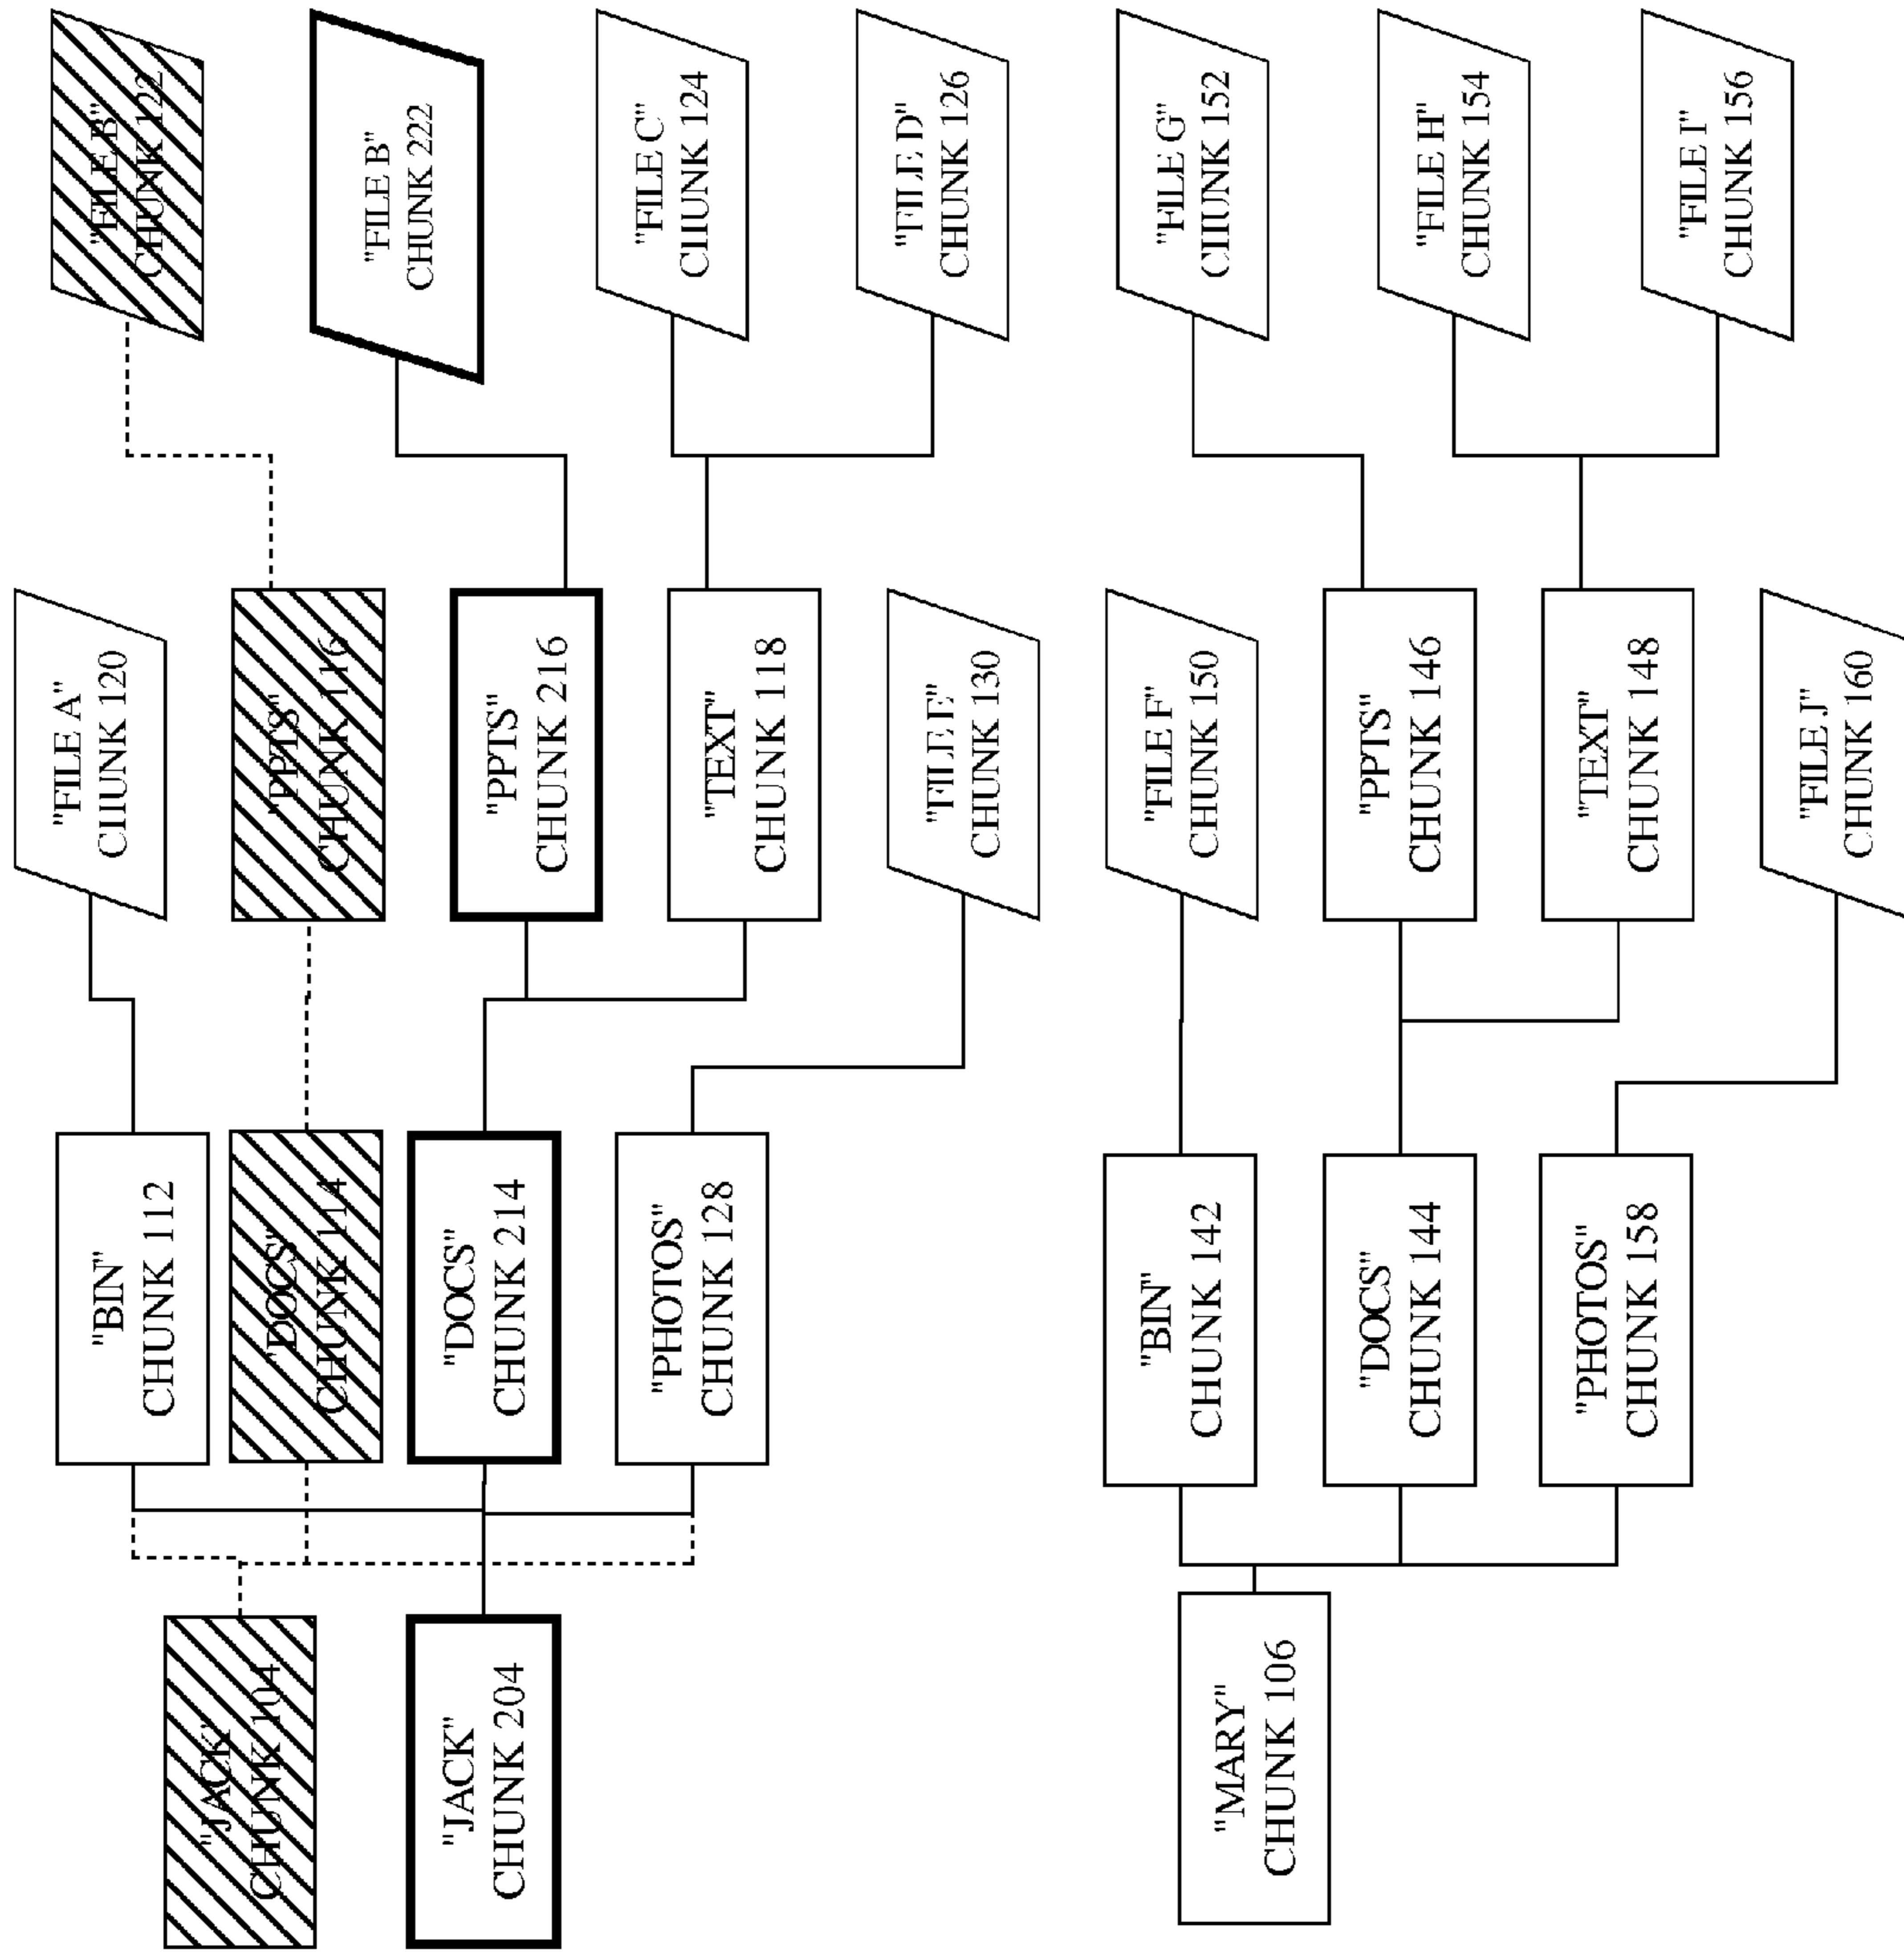 "JACK"
CHUNK 104
"JACK"
CHUNK 204
"MARY"
CHUNK 106
"BIN"
CHUNK 112
"DOCS"
CHUNK 114
"DOCS"
CHUNK 214
"PHOTOS"
CHUNK 128
"BIN"
CHUNK 142
"DOCS"
CHUNK 144
"PHOTOS"
CHUNK 158
"FILE A"
CHUNK 120
"PPTS"
CHUNK 116
"PPTS"
CHUNK 216
"TEXT"
CHUNK 118
"FILE E"
CHUNK 130
"FILE F"
CHUNK 150
"PPTS"
CHUNK 146
"TEXT"
CHUNK 148
"FILE J"
CHUNK 160
"FILE B"
CHUNK 122
"FILE B"
CHUNK 222
"FILE C"
CHUNK 124
"FILE D"
CHUNK 126
"FILE G"
CHUNK 152
"FILE H"
CHUNK 154
"FILE I"
CHUNK 156